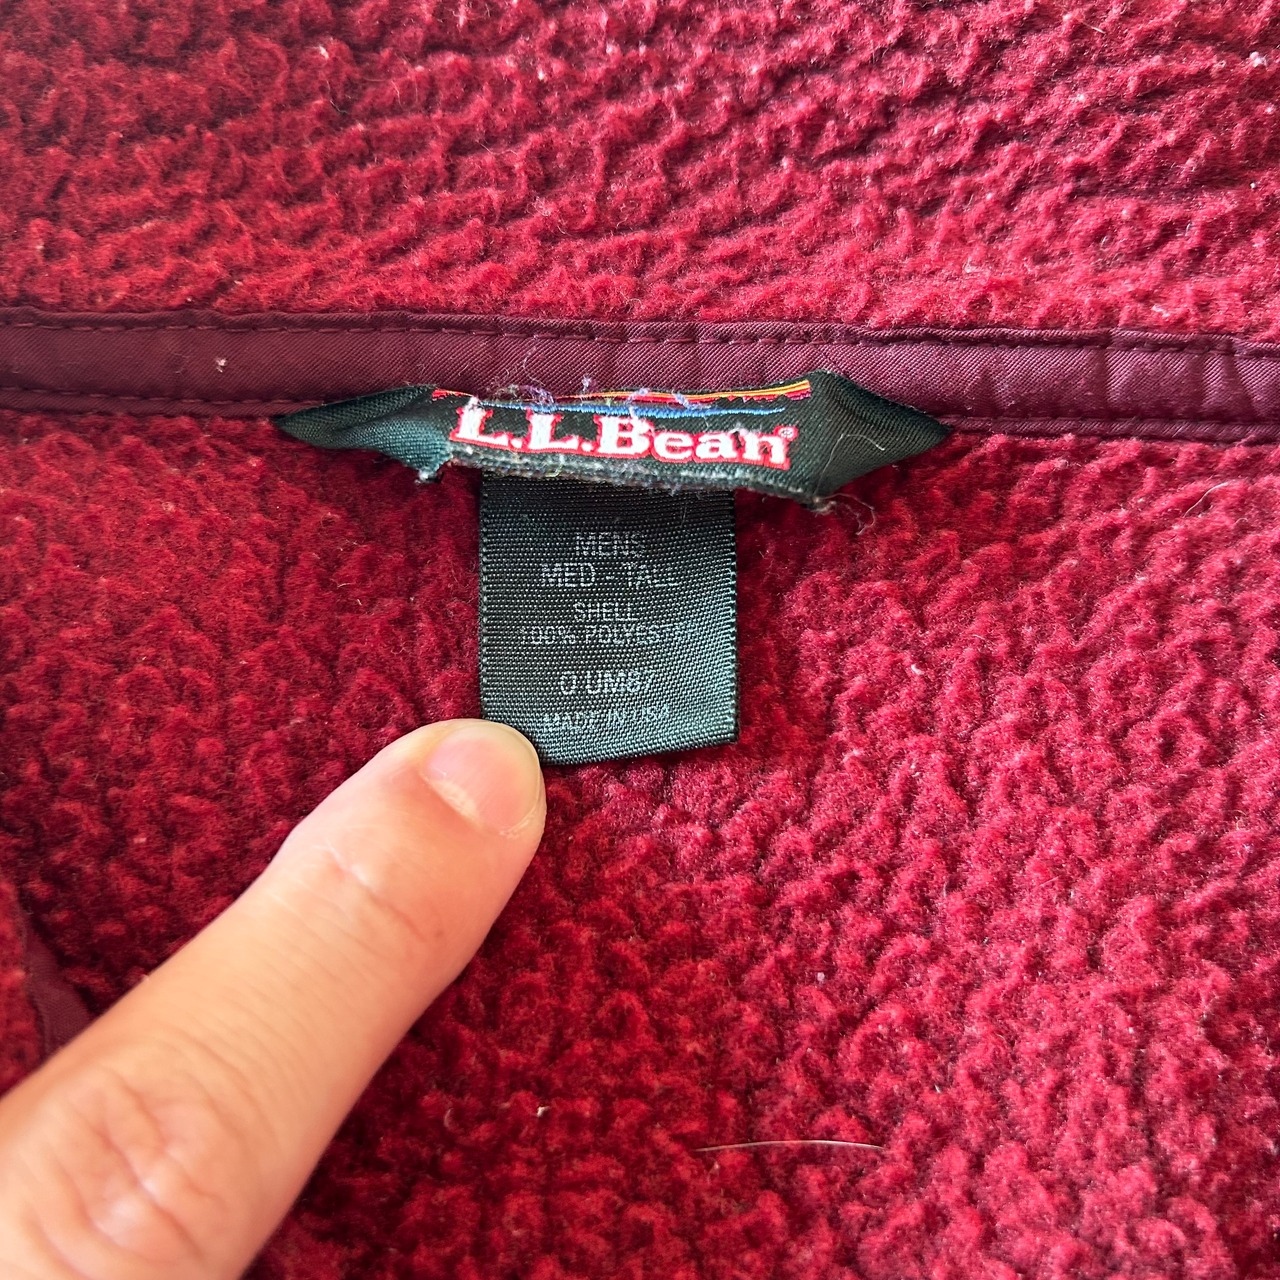 L.L.Bean®
MENS
MED - TALL
SHELL
100% POLYESTER
MADE IN USA